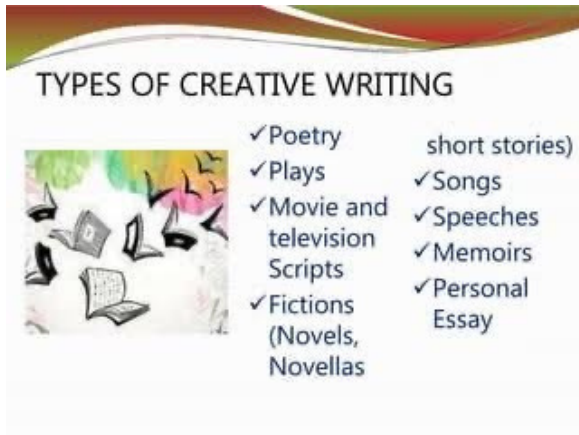 TYPES OF CREATIVE WRITING
✓Poetry
✓Plays
✓Movie and
television
Scripts
✓Fictions
(Novels,
Novellas
short stories)
✓Songs
✓Speeches
✓Memoirs
✓Personal
Essay